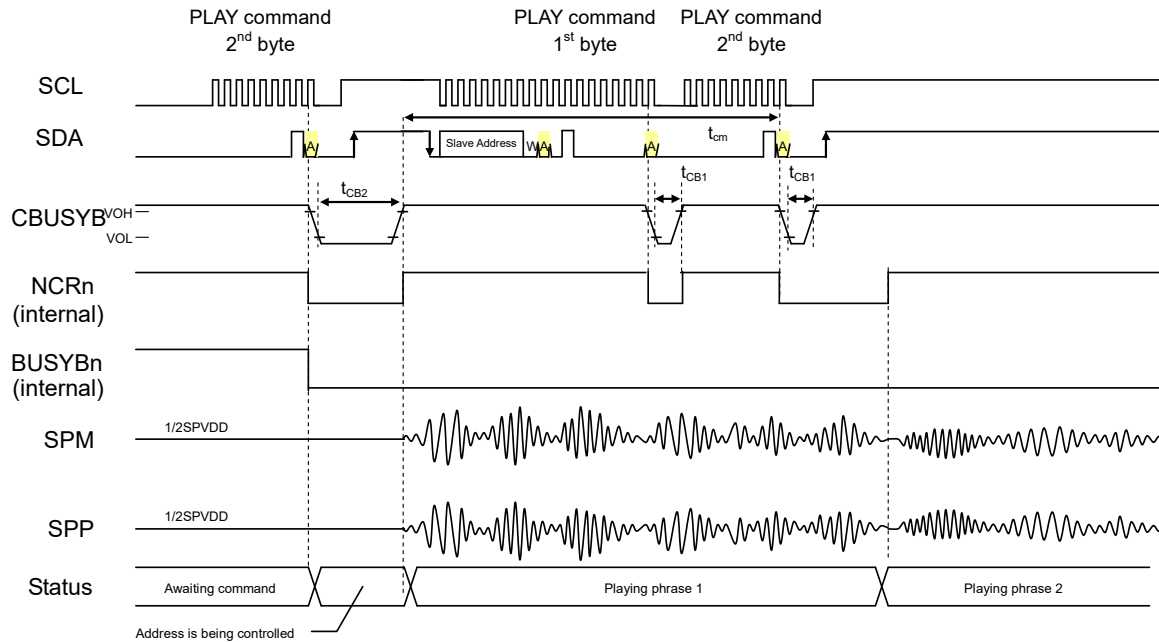 PLAY command
2nd byte
PLAY command
1st byte
PLAY command
2nd byte
SCL
SDA
A
Slave Address
W
A
A
tcm
A
tCB2
tCB1
tCB1
CBUSYB
VOH
VOL
NCRn
(internal)
BUSYBn
(internal)
SPM
1/2SPVDD
SPP
1/2SPVDD
Status
Awaiting command
Playing phrase 1
Playing phrase 2
Address is being controlled